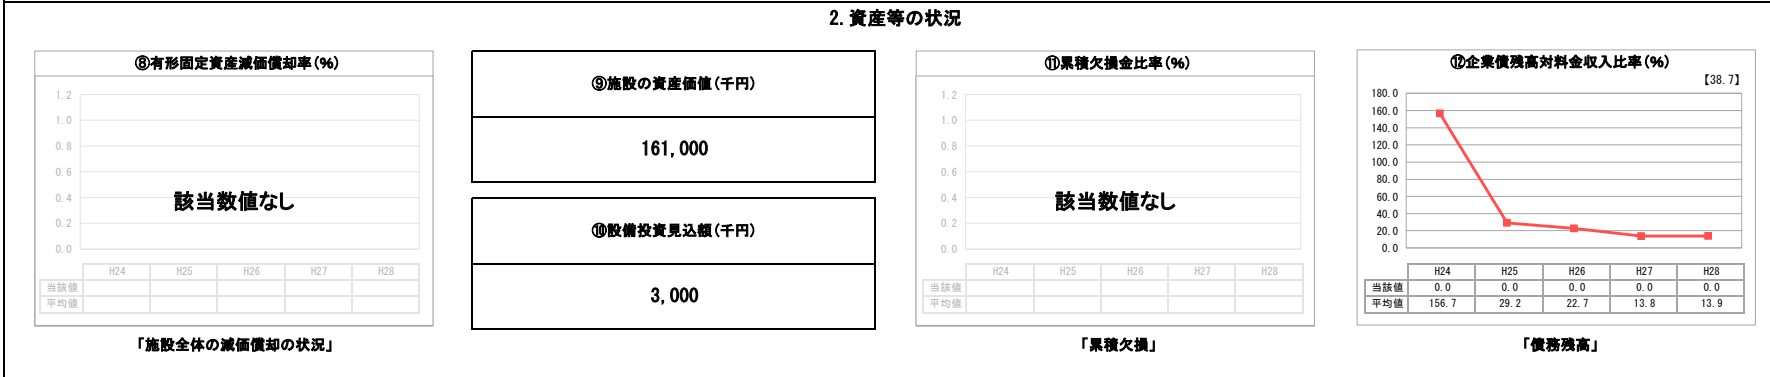 2.資産等の状況
⑧有形固定資産減価償却率(%)
1.2
1.0
0.8
0.6
0.4
0.2
0.0
該当数値なし
H24 H25 H26 H27 H28
当該値
平均値
「施設全体の減価償却の状況」
⑨施設の資産価値(千円)
161,000
⑩設備投資見込額(千円)
3,000
⑪累積欠損金比率(%)
1.2
1.0
0.8
0.6
0.4
0.2
0.0
該当数値なし
H24 H25 H26 H27 H28
当該値
平均値
「累積欠損」
⑫企業債残高対料金収入比率(%)
【38.7】
180.0
160.0
140.0
120.0
100.0
80.0
60.0
40.0
20.0
0.0
H24 H25 H26 H27 H28
当該値 0.0 0.0 0.0 0.0 0.0
平均値 156.7 29.2 22.7 13.8 13.9
「債務残高」